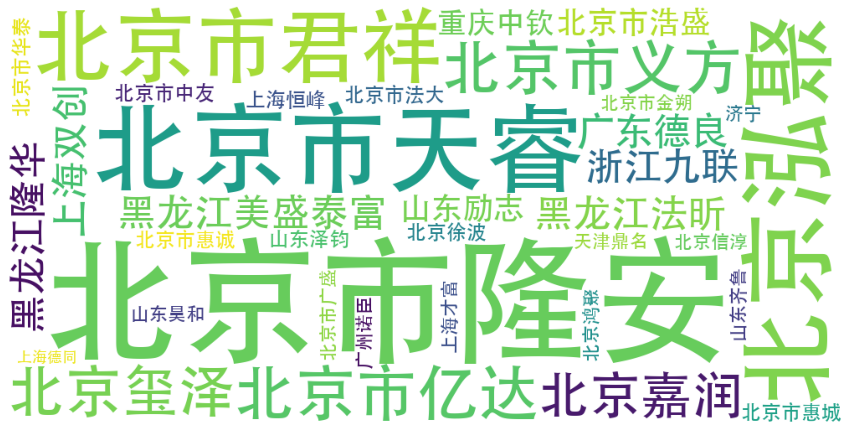 北京市华泰
北京市君祥
重庆中钦
北京市浩盛
北京市义方
北京泓聚
上海双创
北京市中友
上海恒峰
北京市法大
北京市金朔
济宁
北京市天睿
广东德良
浙江九联
黑龙江隆华
黑龙江美盛泰富
山东励志
黑龙江法昕
北京市惠诚
山东泽钧
北京徐波
天津鼎名
北京信淳
北京市隆安
山东昊和
北京市广盛
广州诺臣
上海才富
北京鸿聚
山东齐鲁
上海德同
北京玺泽
北京市亿达
北京嘉润
北京市惠城